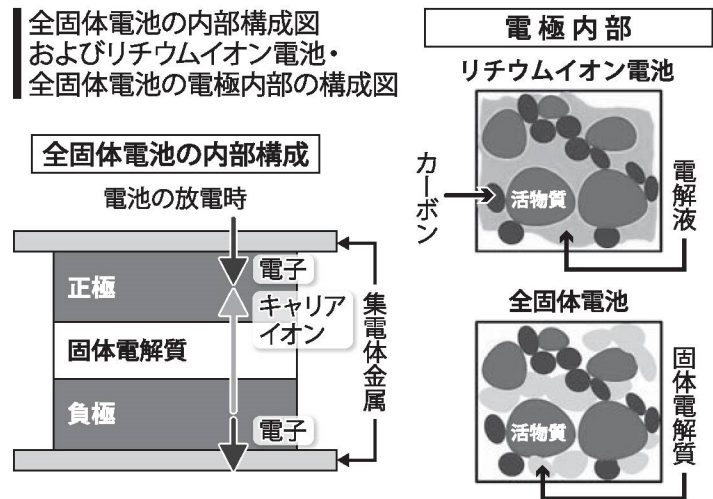 全固体電池の内部構成図
およびリチウムイオン電池・
全固体電池の電極内部の構成図
全固体電池の内部構成
電池の放電時
電子
正極
キャリア
イオン
固体電解質
負極
電子
集電体金属
電極内部
リチウムイオン電池
カーボン
活物質
電解液
全固体電池
活物質
固体電解質